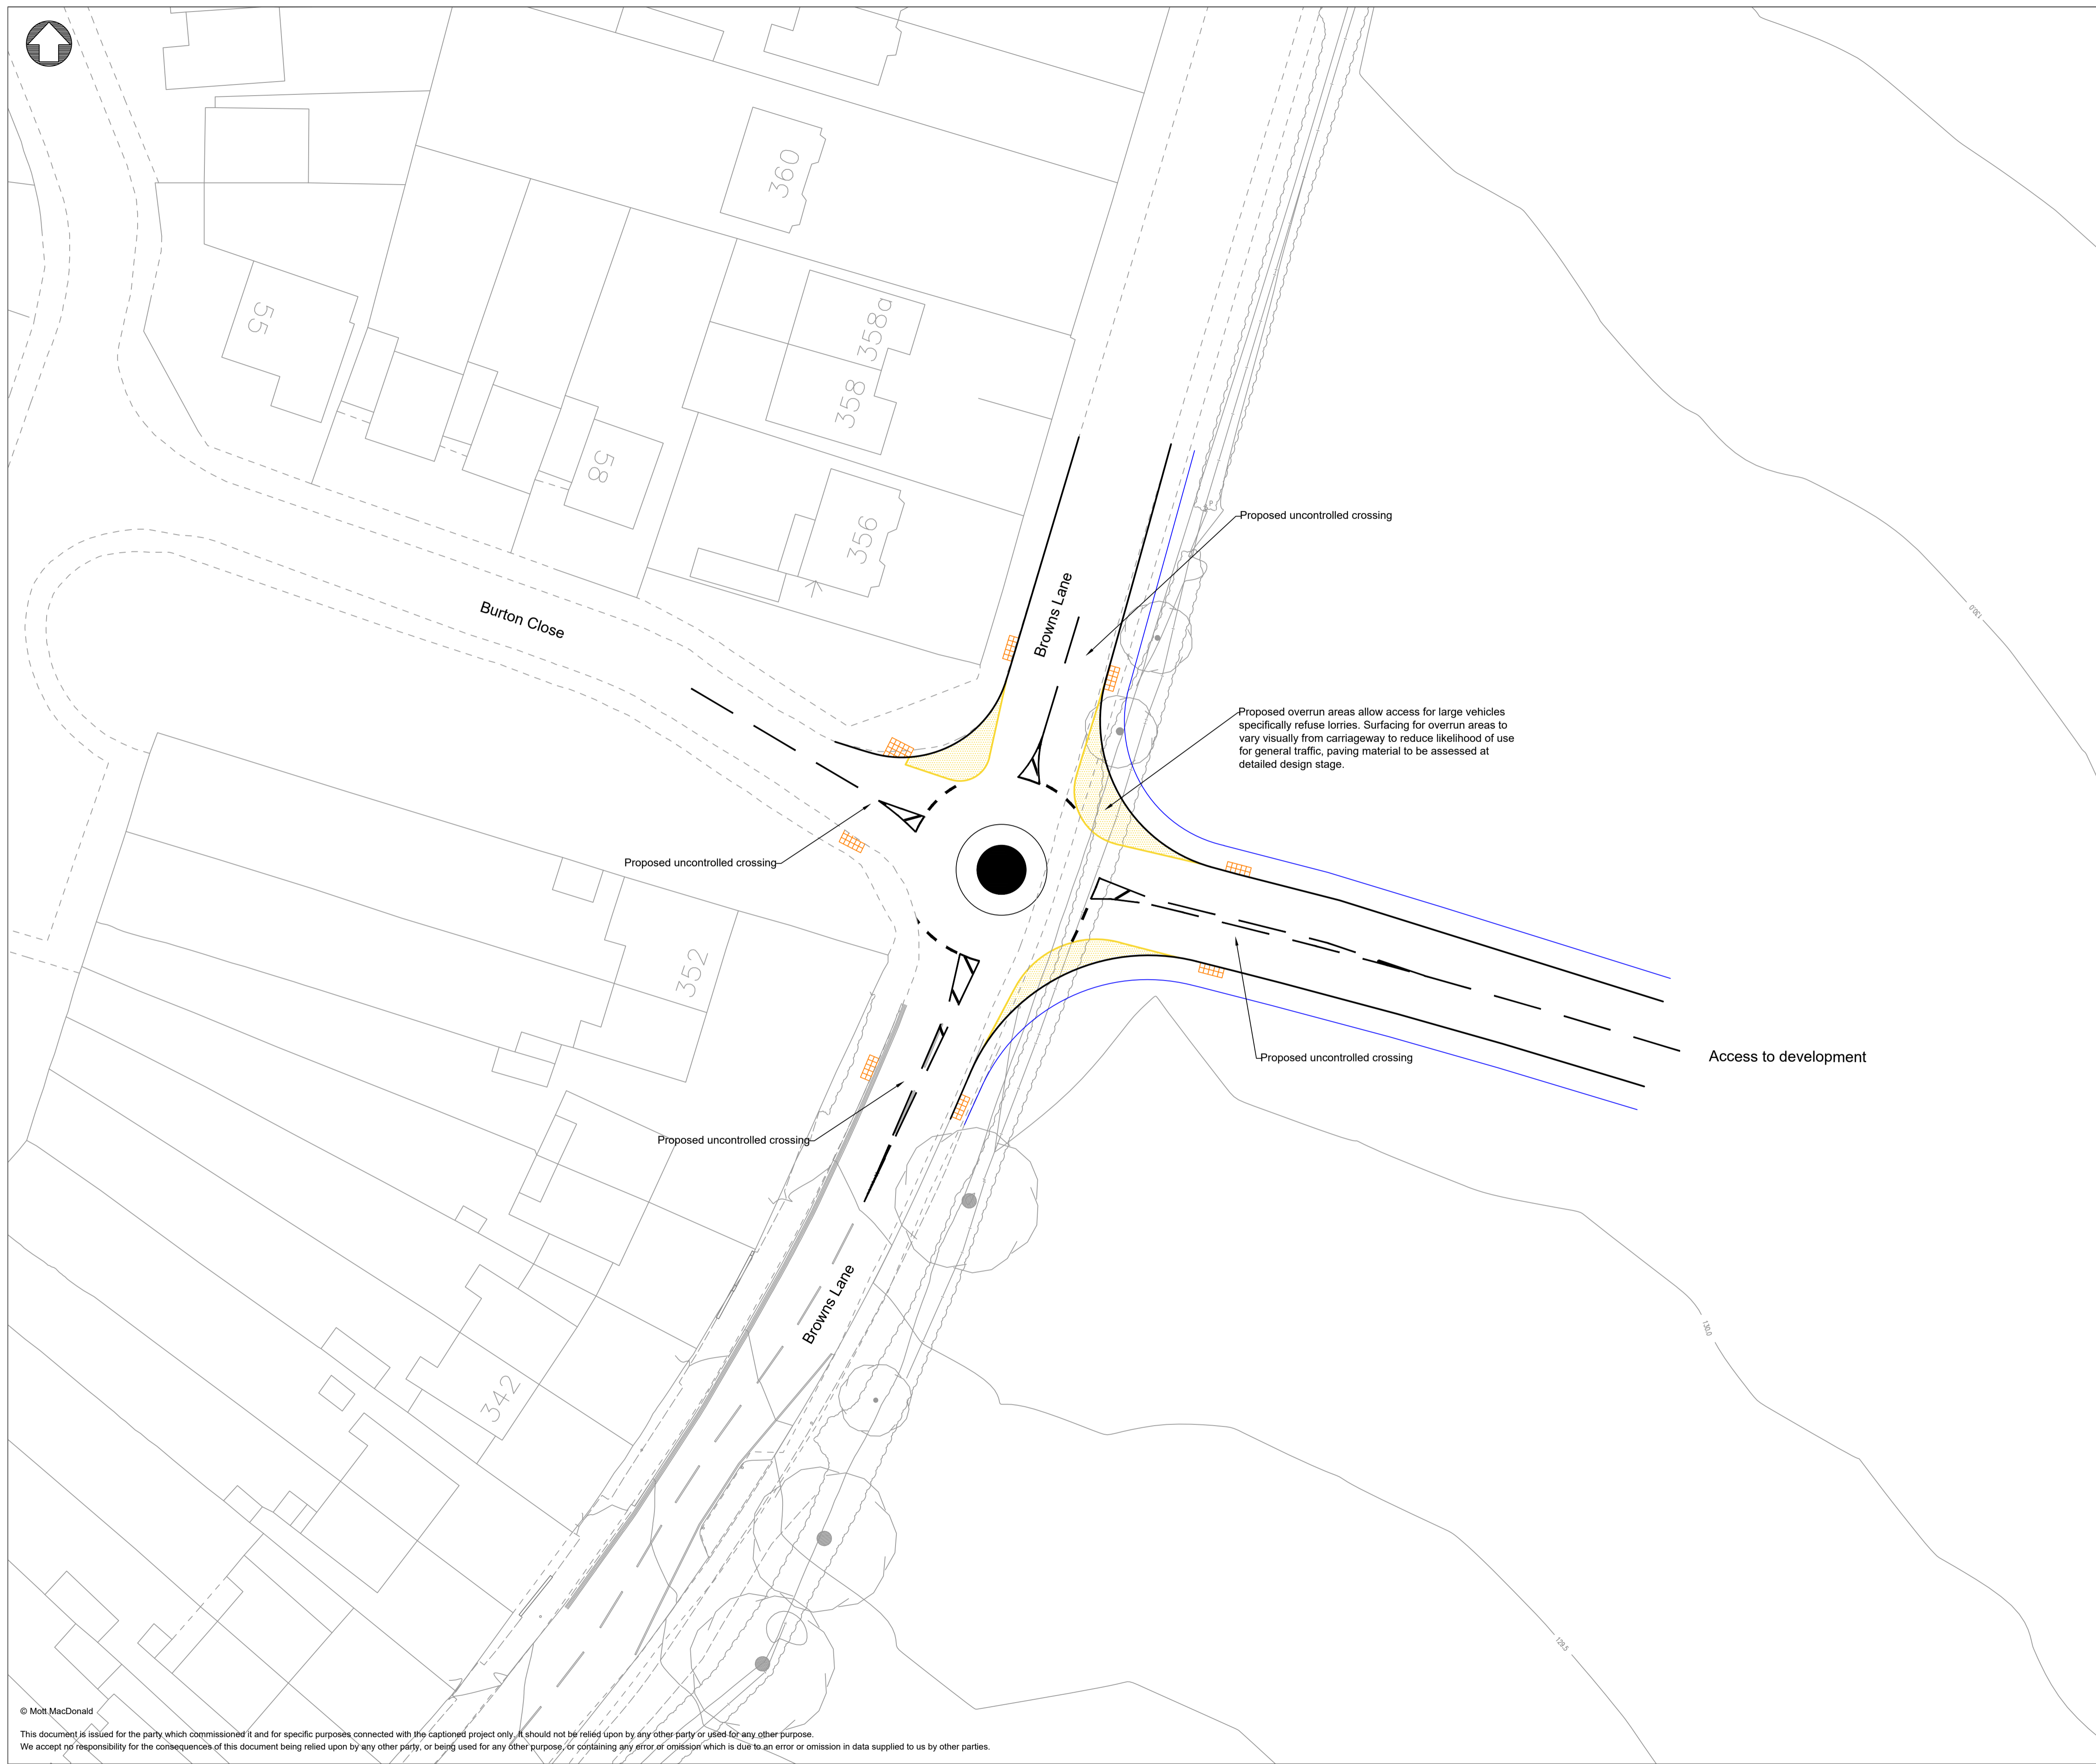 360
55
358a
358
58
356
Proposed uncontrolled crossing
Browns Lane
Burton Close
130.0
Proposed overrun areas allow access for large vehicles
specifically refuse lorries. Surfacing for overrun areas to
vary visually from carriageway to reduce likelihood of use
for general traffic, paving material to be assessed at
detailed design stage.
Proposed uncontrolled crossing
352
Access to development
Proposed uncontrolled crossing
Proposed uncontrolled crossing
Browns Lane
130.0
342
129.5
© Mott MacDonald
This document is issued for the party which commissioned it and for specific purposes connected with the captioned project only. It should not be relied upon by any other party or used for any other purpose.
We accept no responsibility for the consequences of this document being relied upon by any other party, or being used for any other purpose, or containing any error or omission which is due to an error or omission in data supplied to us by other parties.